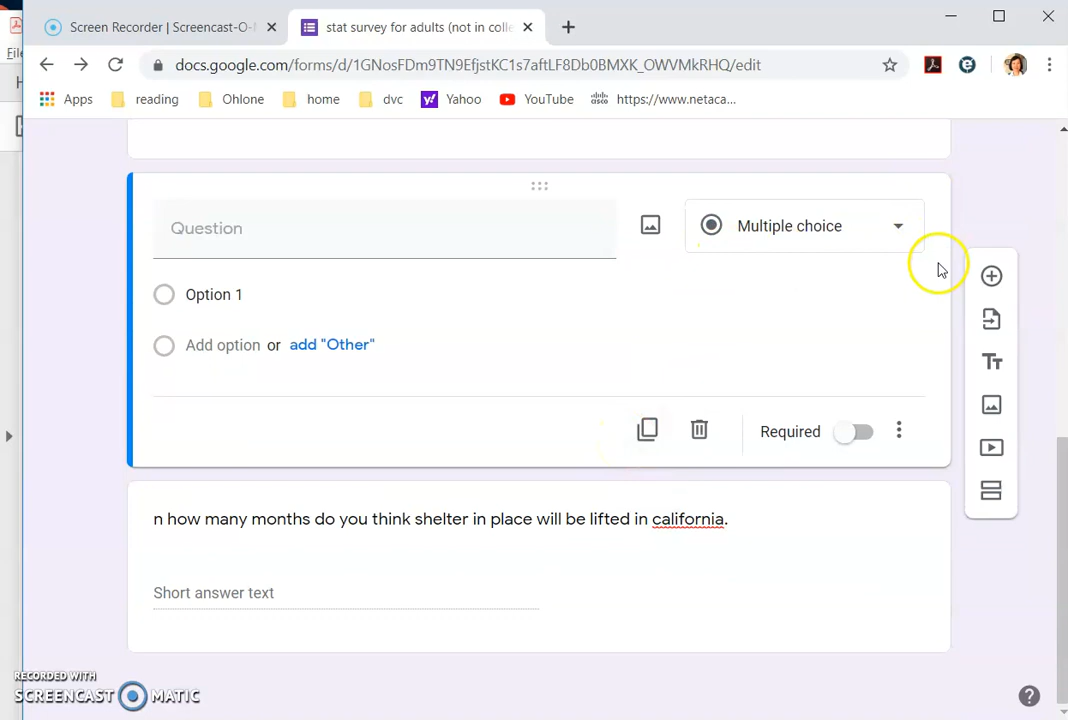 Screen Recorder | Screencast-O-
stat survey for adults (not in colle
File
docs.google.com/forms/d/1GNosFDm9TN9EfjstKC1s7aftLF8Db0BMXK_OWVMkRHQ/edit
Apps reading Ohlone home dvc Yahoo YouTube https://www.netaca...
Question
Multiple choice
Option 1
Add option or add "Other"
Required
n how many months do you think shelter in place will be lifted in california.
Short answer text
RECORDED WITH
SCREENCAST MATIC